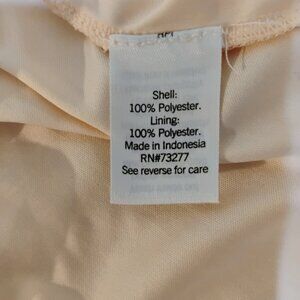 Shell:
100% Polyester.
Lining:
100% Polyester.
Made in Indonesia
RN#73277
See reverse for care